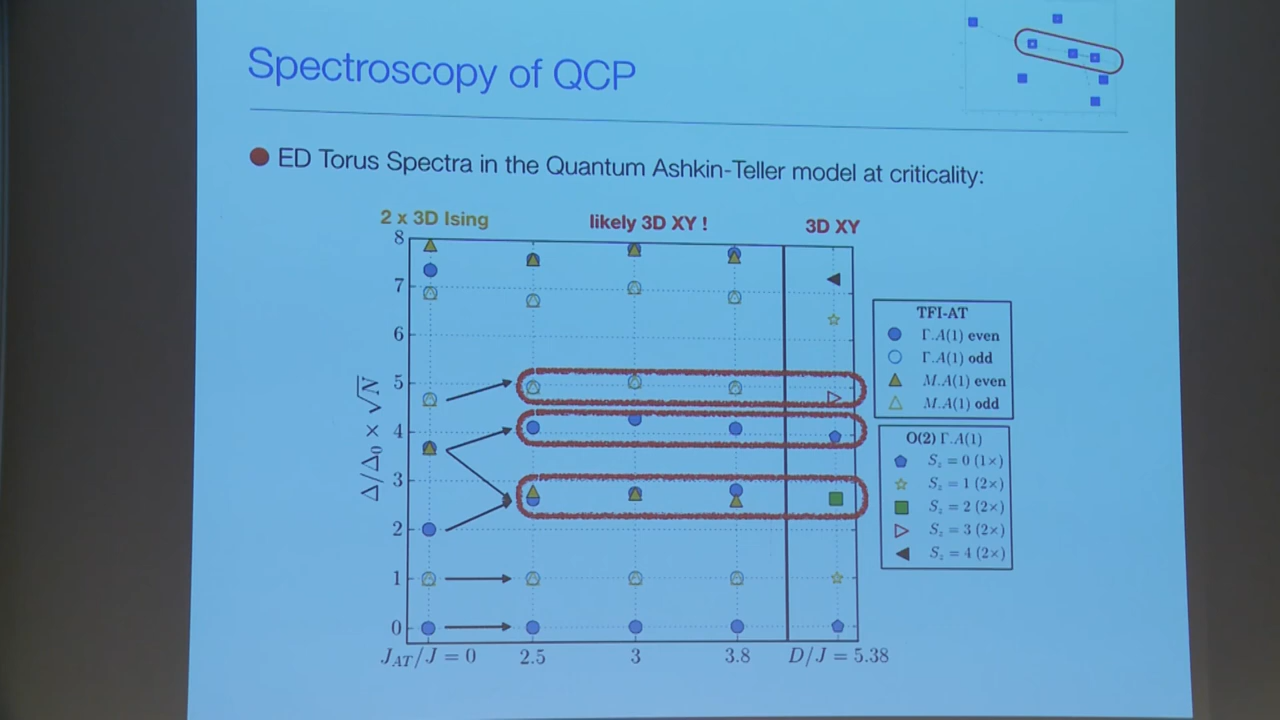 Spectroscopy of QCP
ED Torus Spectra in the Quantum Ashkin-Teller model at criticality:
2 x 3D Ising
likely 3D XY !
3D XY
8
7
6
5
4
3
2
1
0
Δ/Δ₀ × √N
J_AT/J = 0
2.5
3
3.8
D/J = 5.38
TFI-AT
Γ.A(1) even
Γ.A(1) odd
M.A(1) even
M.A(1) odd
O(2) Γ.A(1)
S_z = 0 (1×)
S_z = 1 (2×)
S_z = 2 (2×)
S_z = 3 (2×)
S_z = 4 (2×)